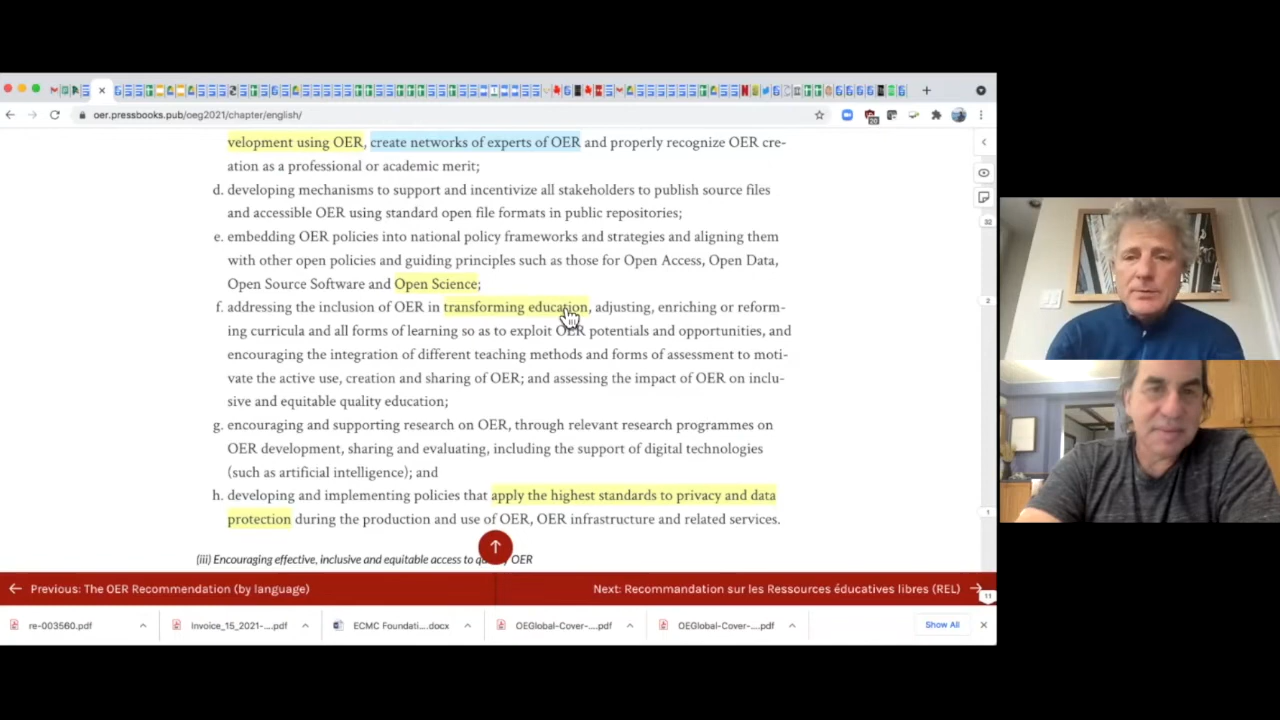 oer.pressbooks.pub/oeg2021/chapter/english/
20
velopment using OER, create networks of experts of OER and properly recognize OER cre-
ation as a professional or academic merit;
d. developing mechanisms to support and incentivize all stakeholders to publish source files
and accessible OER using standard open file formats in public repositories;
e. embedding OER policies into national policy frameworks and strategies and aligning them
with other open policies and guiding principles such as those for Open Access, Open Data,
Open Source Software and Open Science;
f. addressing the inclusion of OER in transforming education, adjusting, enriching or reform-
ing curricula and all forms of learning so as to exploit OER potentials and opportunities, and
encouraging the integration of different teaching methods and forms of assessment to moti-
vate the active use, creation and sharing of OER; and assessing the impact of OER on inclu-
sive and equitable quality education;
g. encouraging and supporting research on OER, through relevant research programmes on
OER development, sharing and evaluating, including the support of digital technologies
(such as artificial intelligence); and
h. developing and implementing policies that apply the highest standards to privacy and data
protection during the production and use of OER, OER infrastructure and related services.
(iii) Encouraging effective, inclusive and equitable access to quality OER
32
2
1
11
Previous: The OER Recommendation (by language)
Next: Recommandation sur les Ressources éducatives libres (REL)
re-003560.pdf
Invoice_15_2021-....pdf
ECMC Foundati....docx
OEGlobal-Cover-....pdf
OEGlobal-Cover-....pdf
Show All